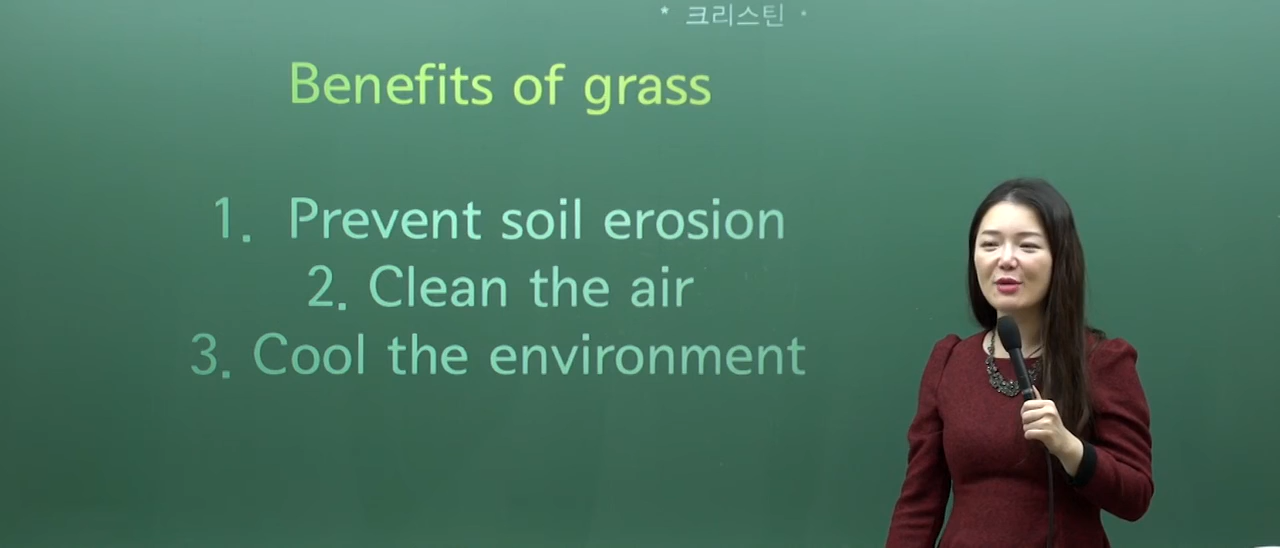 * 크리스틴 *
Benefits of grass
1. Prevent soil erosion
2. Clean the air
3. Cool the environment